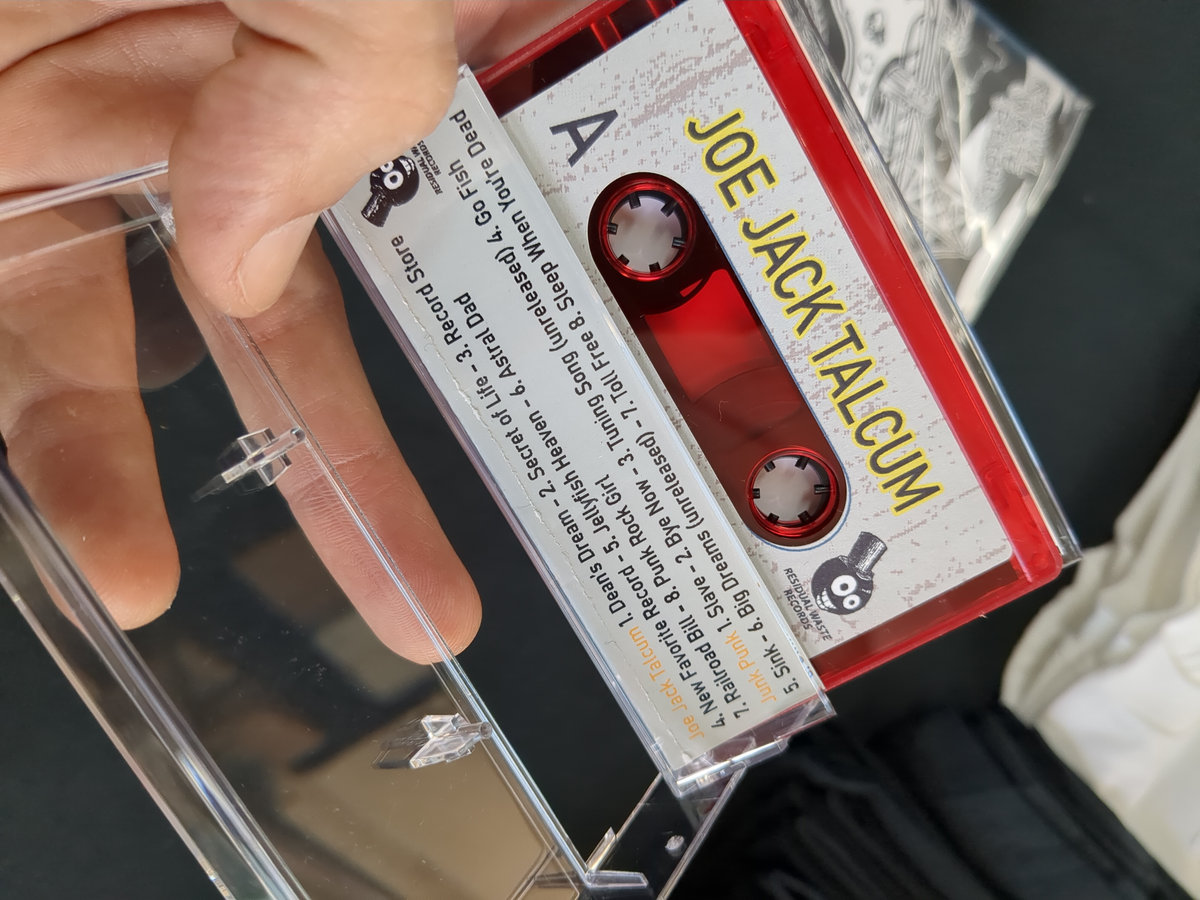 A
JOE JACK TALCUM
RESIDUAL WASTE
RECORDS
Joe Jack Talcum 1. Dean's Dream - 2. Secret of Life - 3. Record Store
4. New Favorite Record - 5. Jellyfish Heaven - 6. Astral Dad
7. Railroad Bill - 8. Punk Rock Girl
Junk Punk 1. Slave - 2. Bye Now - 3. Tuning Song (unreleased) 4. Go Fish
5. Sink - 6. Big Dreams (unreleased) - 7. Toll Free 8. Sleep When You're Dead
RESIDUAL
RECORDS